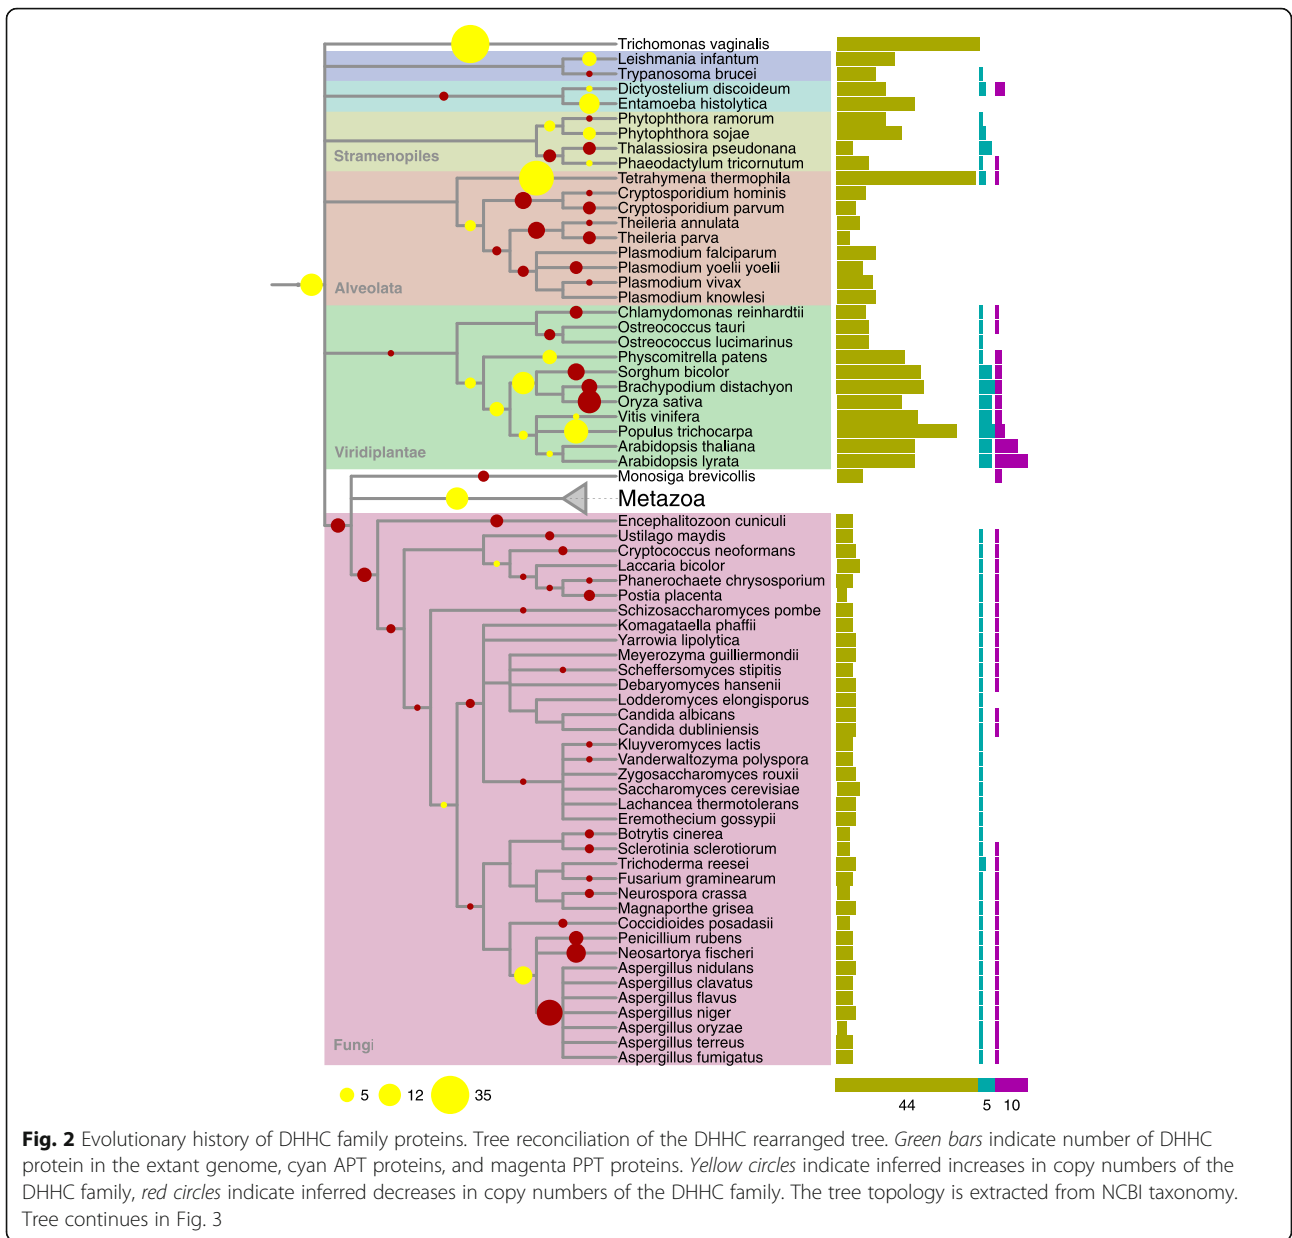 Trichomonas vaginalis
Leishmania infantum
Trypanosoma brucei
Dictyostelium discoideum
Entamoeba histolytica
Phytophthora ramorum
Phytophthora sojae
Thalassiosira pseudonana
Stramenopiles
Phaeodactylum tricornutum
Tetrahymena thermophila
Cryptosporidium hominis
Cryptosporidium parvum
Theileria annulata
Theileria parva
Plasmodium falciparum
Plasmodium yoelii yoelii
Plasmodium vivax
Alveolata
Plasmodium knowlesi
Chlamydomonas reinhardtii
Ostreococcus tauri
Ostreococcus lucimarinus
Physcomitrella patens
Sorghum bicolor
Brachypodium distachyon
Oryza sativa
Vitis vinifera
Populus trichocarpa
Arabidopsis thaliana
Viridiplantae
Arabidopsis lyrata
Monosiga brevicollis
Metazoa
Encephalitozoon cuniculi
Ustilago maydis
Cryptococcus neoformans
Laccaria bicolor
Phanerochaete chrysosporium
Postia placenta
Schizosaccharomyces pombe
Komagataella phaffii
Yarrowia lipolytica
Meyerozyma guilliermondii
Scheffersomyces stipitis
Debaryomyces hansenii
Lodderomyces elongisporus
Candida albicans
Candida dubliniensis
Kluyveromyces lactis
Vanderwaltozyma polyspora
Zygosaccharomyces rouxii
Saccharomyces cerevisiae
Lachancea thermotolerans
Eremothecium gossypii
Botrytis cinerea
Sclerotinia sclerotiorum
Trichoderma reesei
Fusarium graminearum
Neurospora crassa
Magnaporthe grisea
Coccidioides posadasii
Penicillium rubens
Neosartorya fischeri
Aspergillus nidulans
Aspergillus clavatus
Aspergillus flavus
Aspergillus niger
Aspergillus oryzae
Aspergillus terreus
Fungi
Aspergillus fumigatus
5 12 35
44 5 10
Fig. 2 Evolutionary history of DHHC family proteins. Tree reconciliation of the DHHC rearranged tree. Green bars indicate number of DHHC
protein in the extant genome, cyan APT proteins, and magenta PPT proteins. Yellow circles indicate inferred increases in copy numbers of the
DHHC family, red circles indicate inferred decreases in copy numbers of the DHHC family. The tree topology is extracted from NCBI taxonomy.
Tree continues in Fig. 3